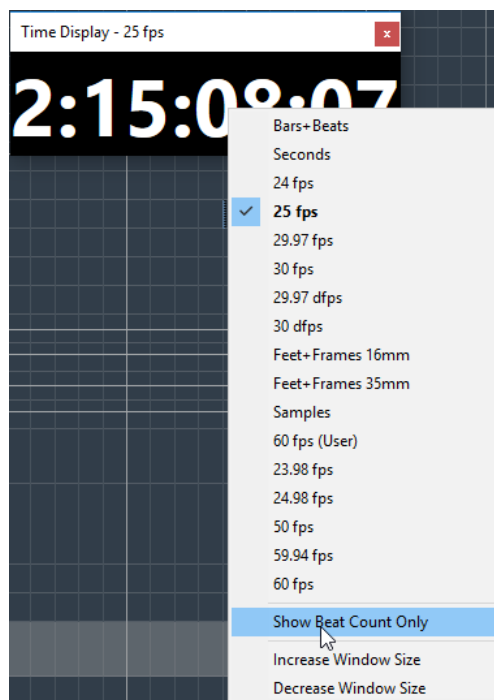 Time Display - 25 fps
x
2:15:08:07
Bars+Beats
Seconds
24 fps
25 fps
29.97 fps
30 fps
29.97 dfps
30 dfps
Feet+Frames 16mm
Feet+Frames 35mm
Samples
60 fps (User)
23.98 fps
24.98 fps
50 fps
59.94 fps
60 fps
Show Beat Count Only
Increase Window Size
Decrease Window Size